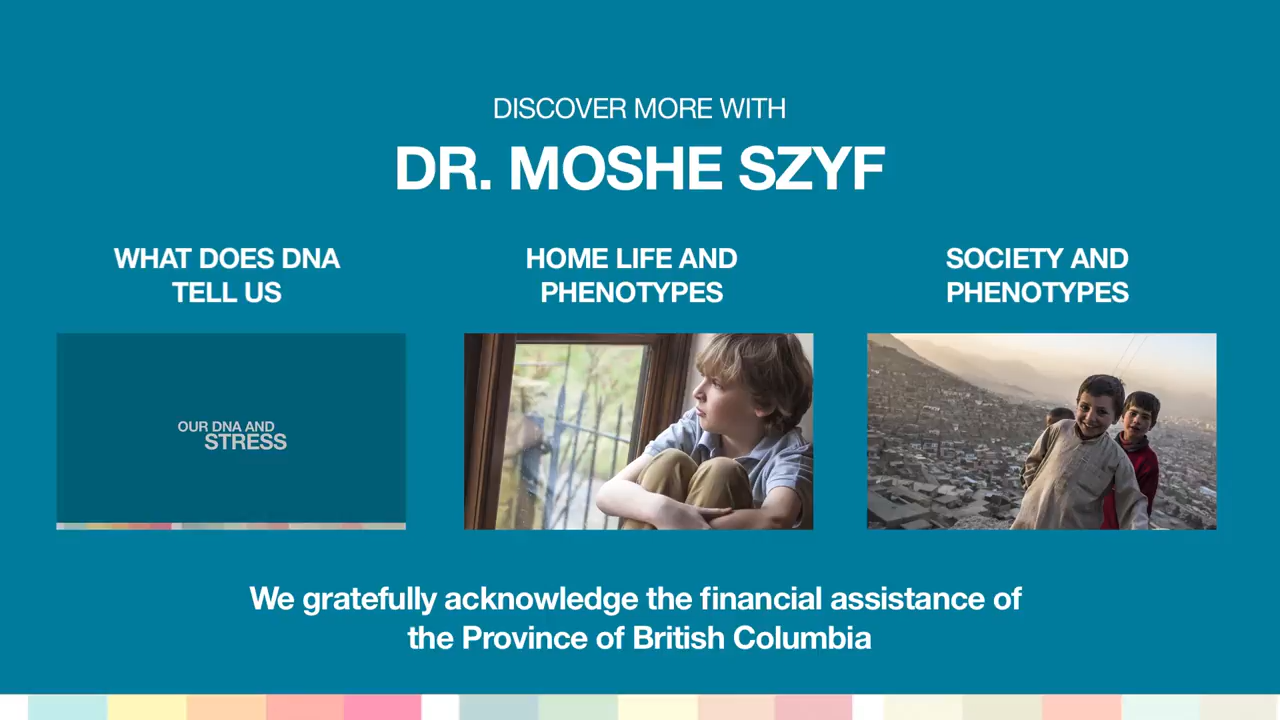 DISCOVER MORE WITH
DR. MOSHE SZYF
WHAT DOES DNA
TELL US
HOME LIFE AND
PHENOTYPES
SOCIETY AND
PHENOTYPES
OUR DNA AND
STRESS
We gratefully acknowledge the financial assistance of
the Province of British Columbia